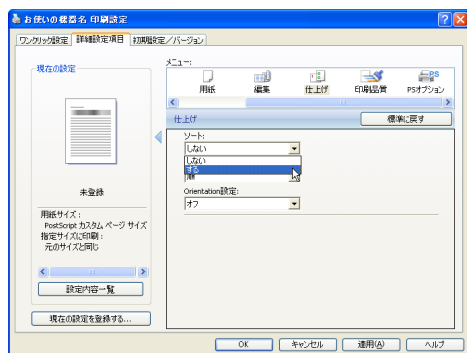 お使いの機器名 印刷設定
ワンクリック設定
詳細設定項目
初期設定/バージョン
現在の設定
未登録
用紙サイズ:
PostScript カスタム ページ サイズ
指定サイズに印刷:
元のサイズと同じ
設定内容一覧
現在の設定を登録する...
メニュー:
用紙
編集
仕上げ
印刷品質
PSオプション
仕上げ
標準に戻す
ソート:
しない
しない
する
Orientation設定:
オフ
OK
キャンセル
適用(A)
ヘルプ